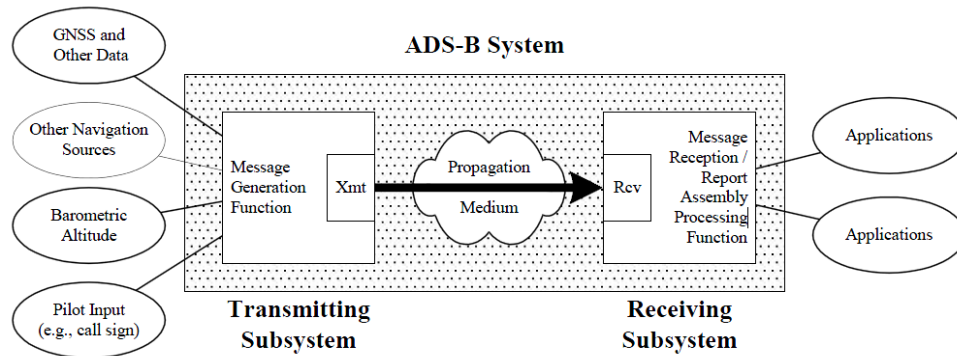 ADS-B System
GNSS and
Other Data
Other Navigation
Sources
Barometric
Altitude
Pilot Input
(e.g., call sign)
Message
Generation
Function
Xmt
Propagation
Medium
Rcv
Message
Reception /
Report
Assembly
Processing
Function
Applications
Applications
Transmitting
Subsystem
Receiving
Subsystem